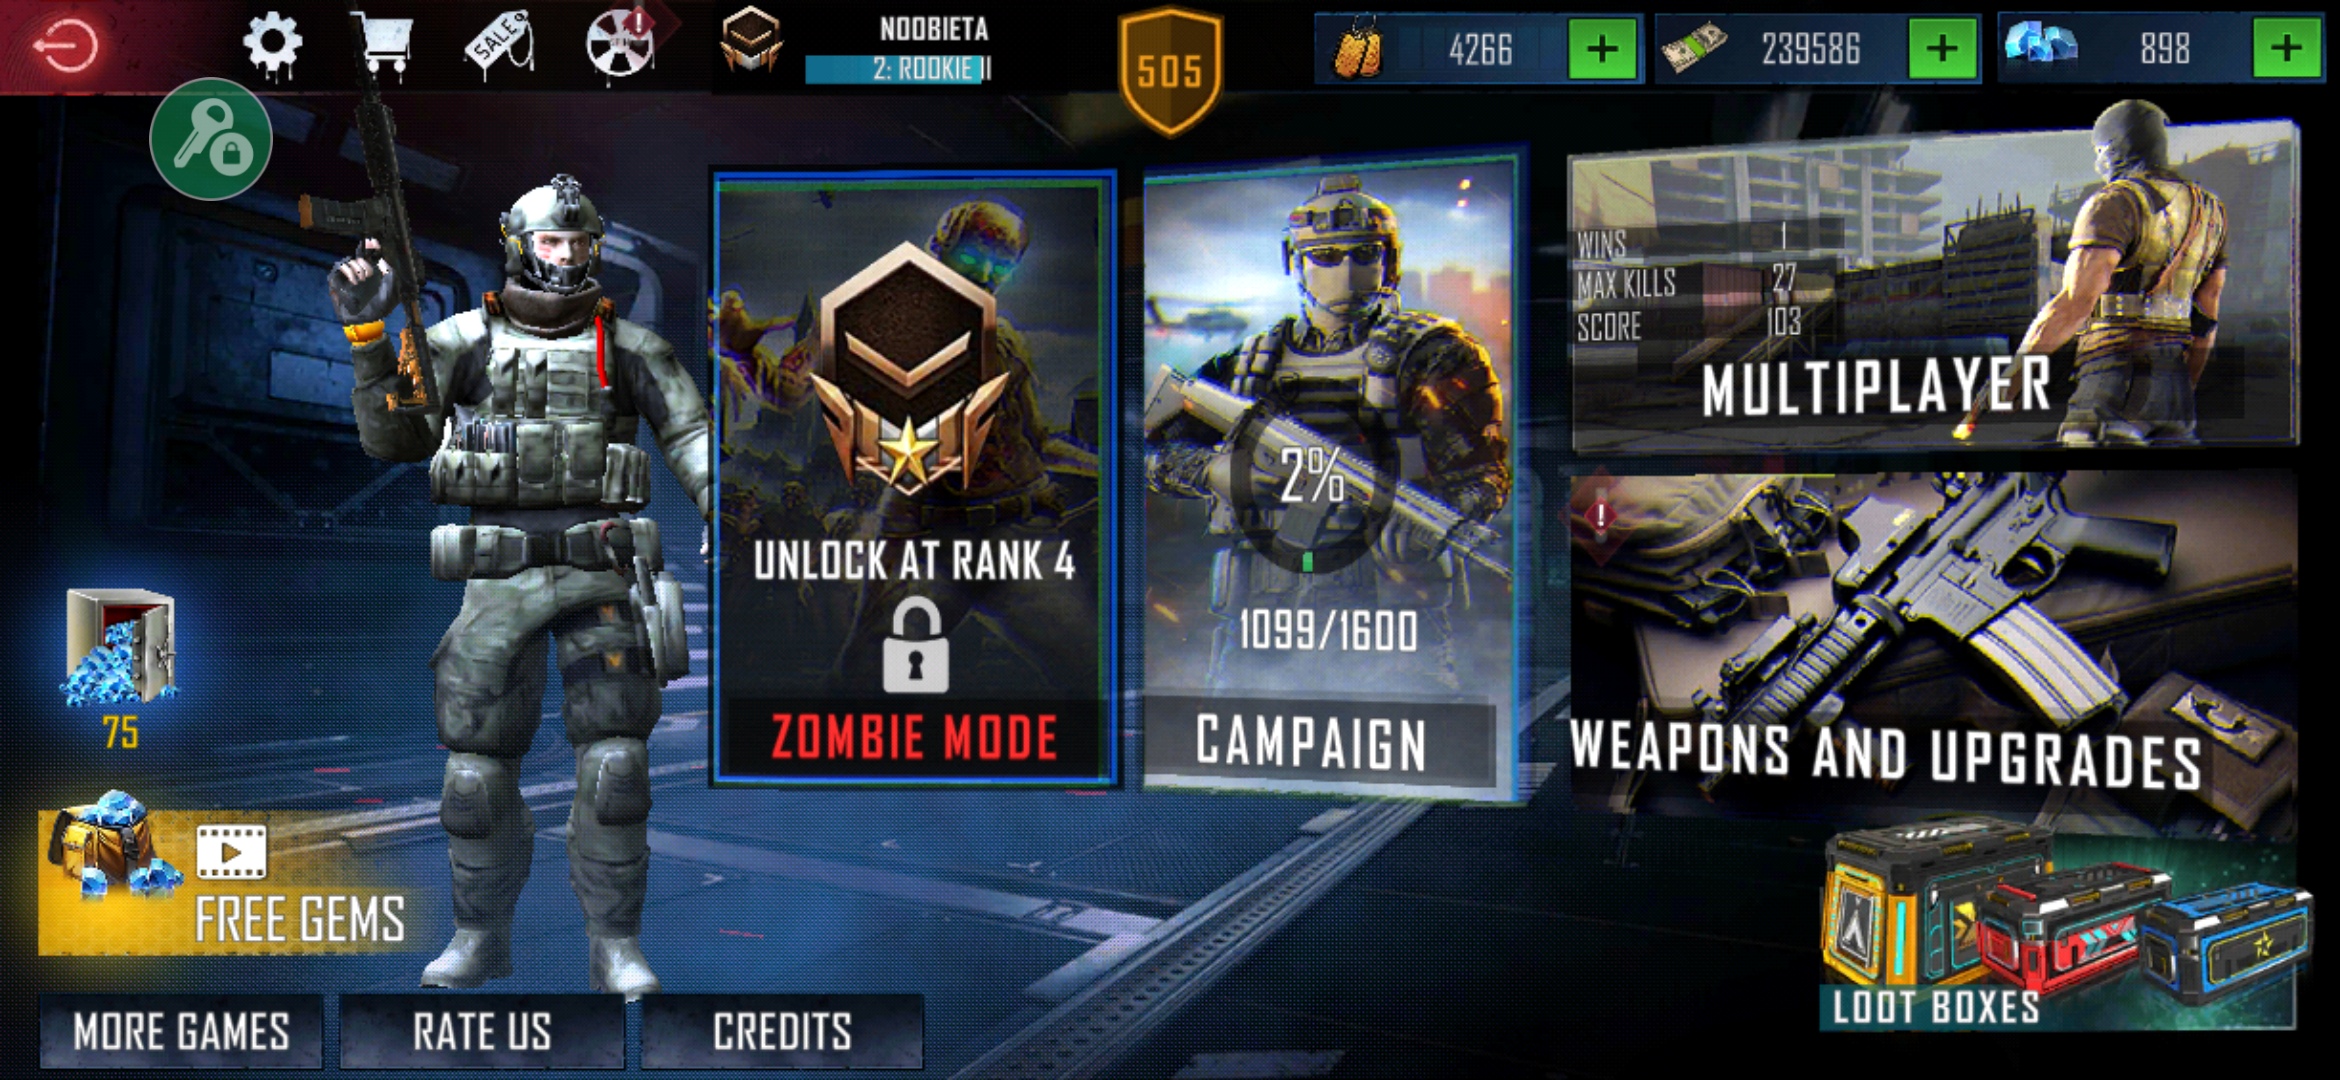 SALE
NOOBIETA
2: ROOKIE II
505
4266
239586
898
WINS 1
MAX KILLS 27
SCORE 103
MULTIPLAYER
UNLOCK AT RANK 4
ZOMBIE MODE
2%
1099/1600
CAMPAIGN
WEAPONS AND UPGRADES
75
FREE GEMS
LOOT BOXES
MORE GAMES
RATE US
CREDITS